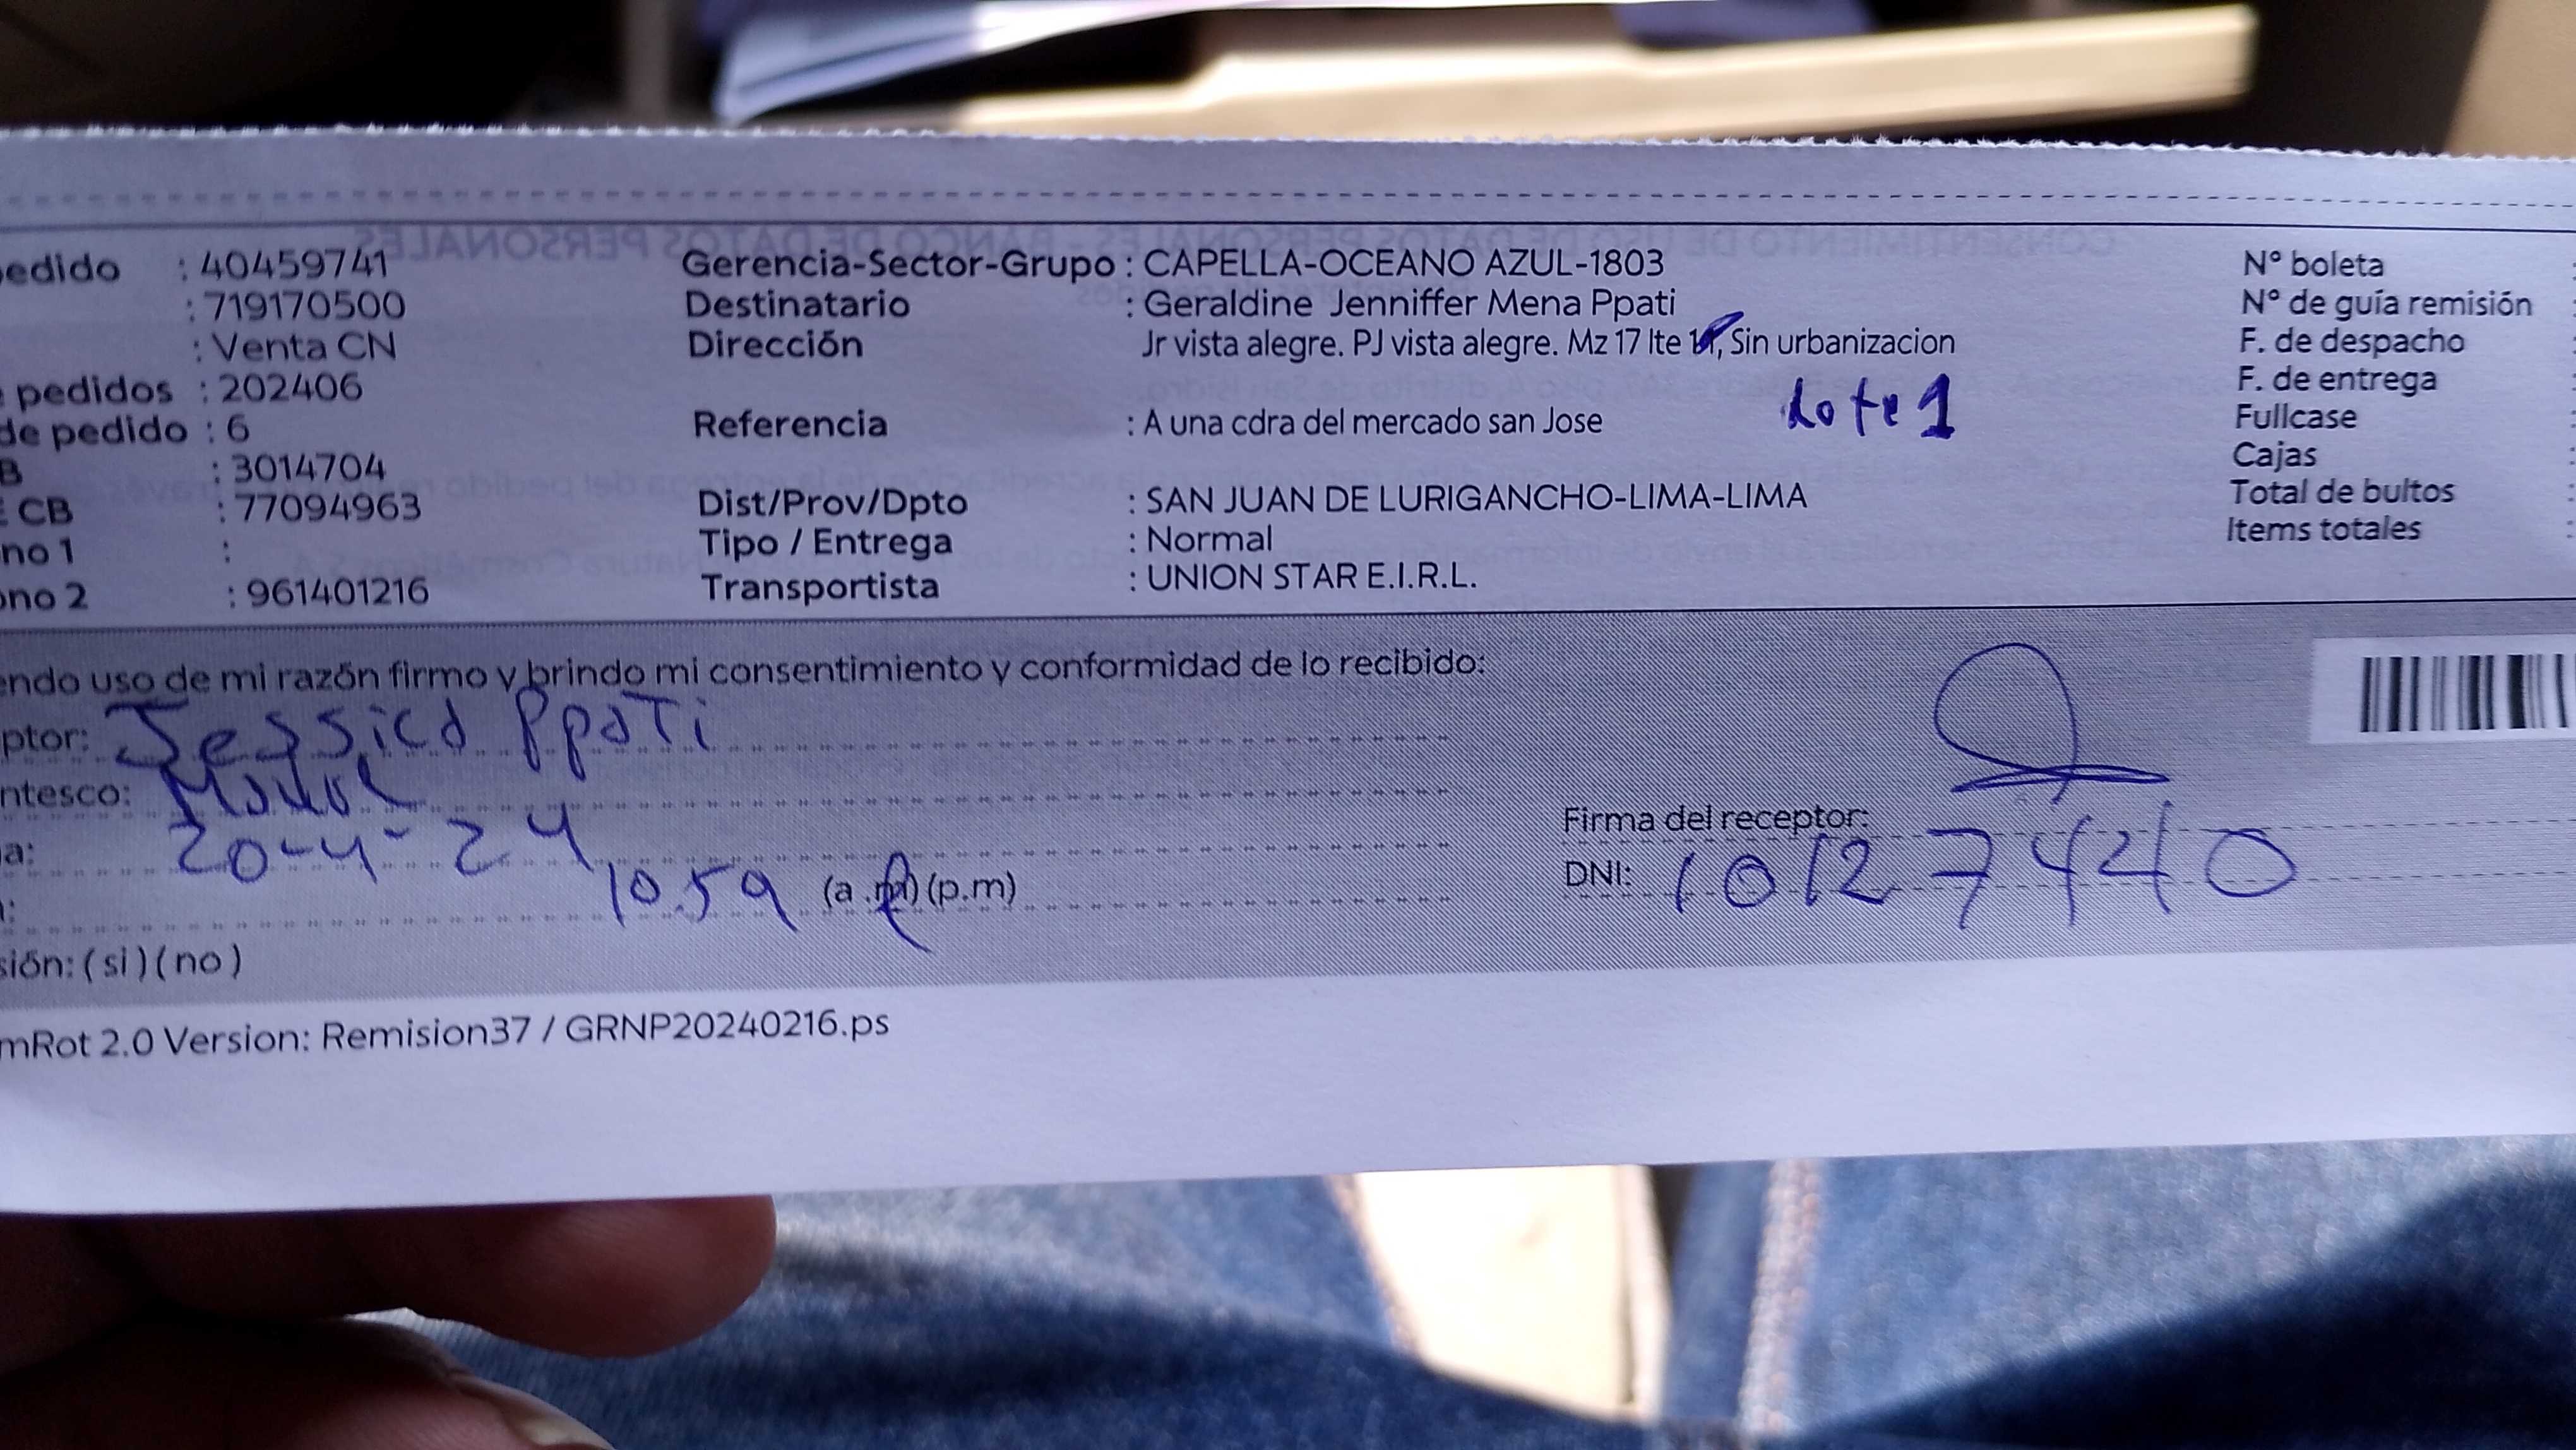 edido : 40459741
: 719170500
: Venta CN
pedidos : 202406
de pedido : 6
B : 3014704
E CB : 77094963
no 1 :
ono 2 : 961401216
Gerencia-Sector-Grupo : CAPELLA-OCEANO AZUL-1803
Destinatario : Geraldine Jenniffer Mena Ppati
Dirección Jr vista alegre. PJ vista alegre. Mz 17 lte 1, Sin urbanizacion
Lote 1
Referencia : A una cdra del mercado san Jose
Dist/Prov/Dpto : SAN JUAN DE LURIGANCHO-LIMA-LIMA
Tipo / Entrega : Normal
Transportista : UNION STAR E.I.R.L.
N° boleta :
N° de guía remisión
F. de despacho :
F. de entrega :
Fullcase :
Cajas :
Total de bultos :
Items totales :
endo uso de mi razón firmo y brindo mi consentimiento y conformidad de lo recibido:
ptor: Jessica Ppati
ntesco:
a: 20-4-24
: 10.59 (a.m) (p.m)
sión: ( si ) ( no )
Firma del receptor:
DNI: 10127440
mRot 2.0 Version: Remision37 / GRNP20240216.ps